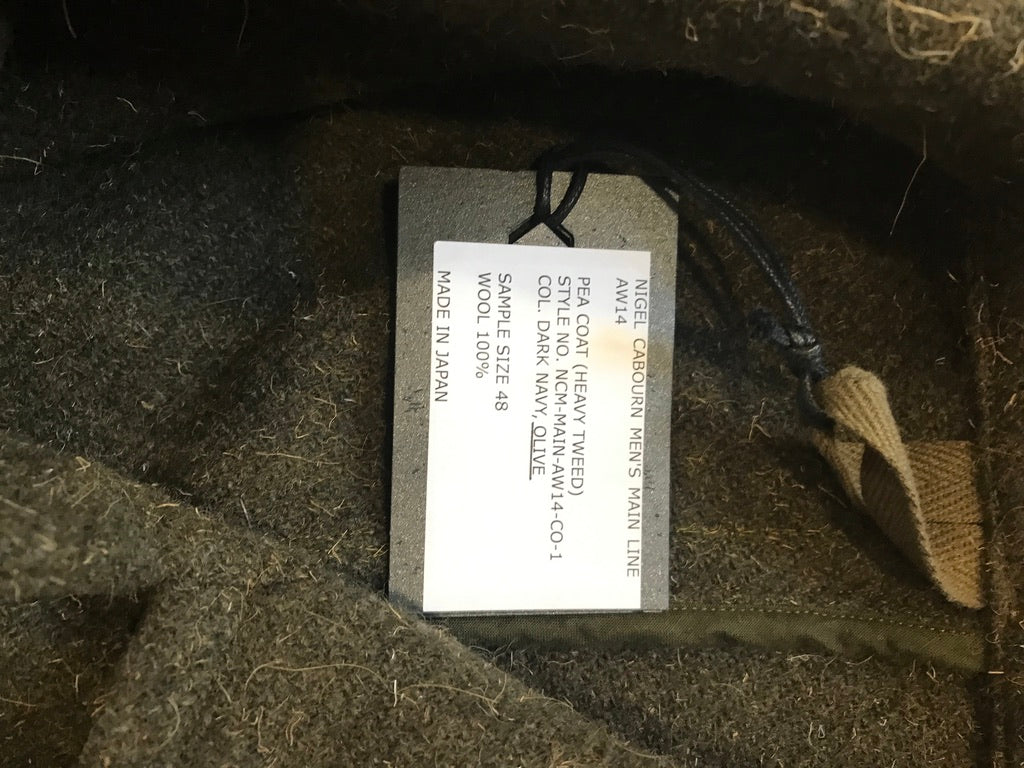 NIGEL CABOURN MEN'S MAIN LINE
AW14
PEA COAT (HEAVY TWEED)
STYLE NO. NCM-MAIN-AW14-CO-1
COL. DARK NAVY, OLIVE
SAMPLE SIZE 48
WOOL 100%
MADE IN JAPAN